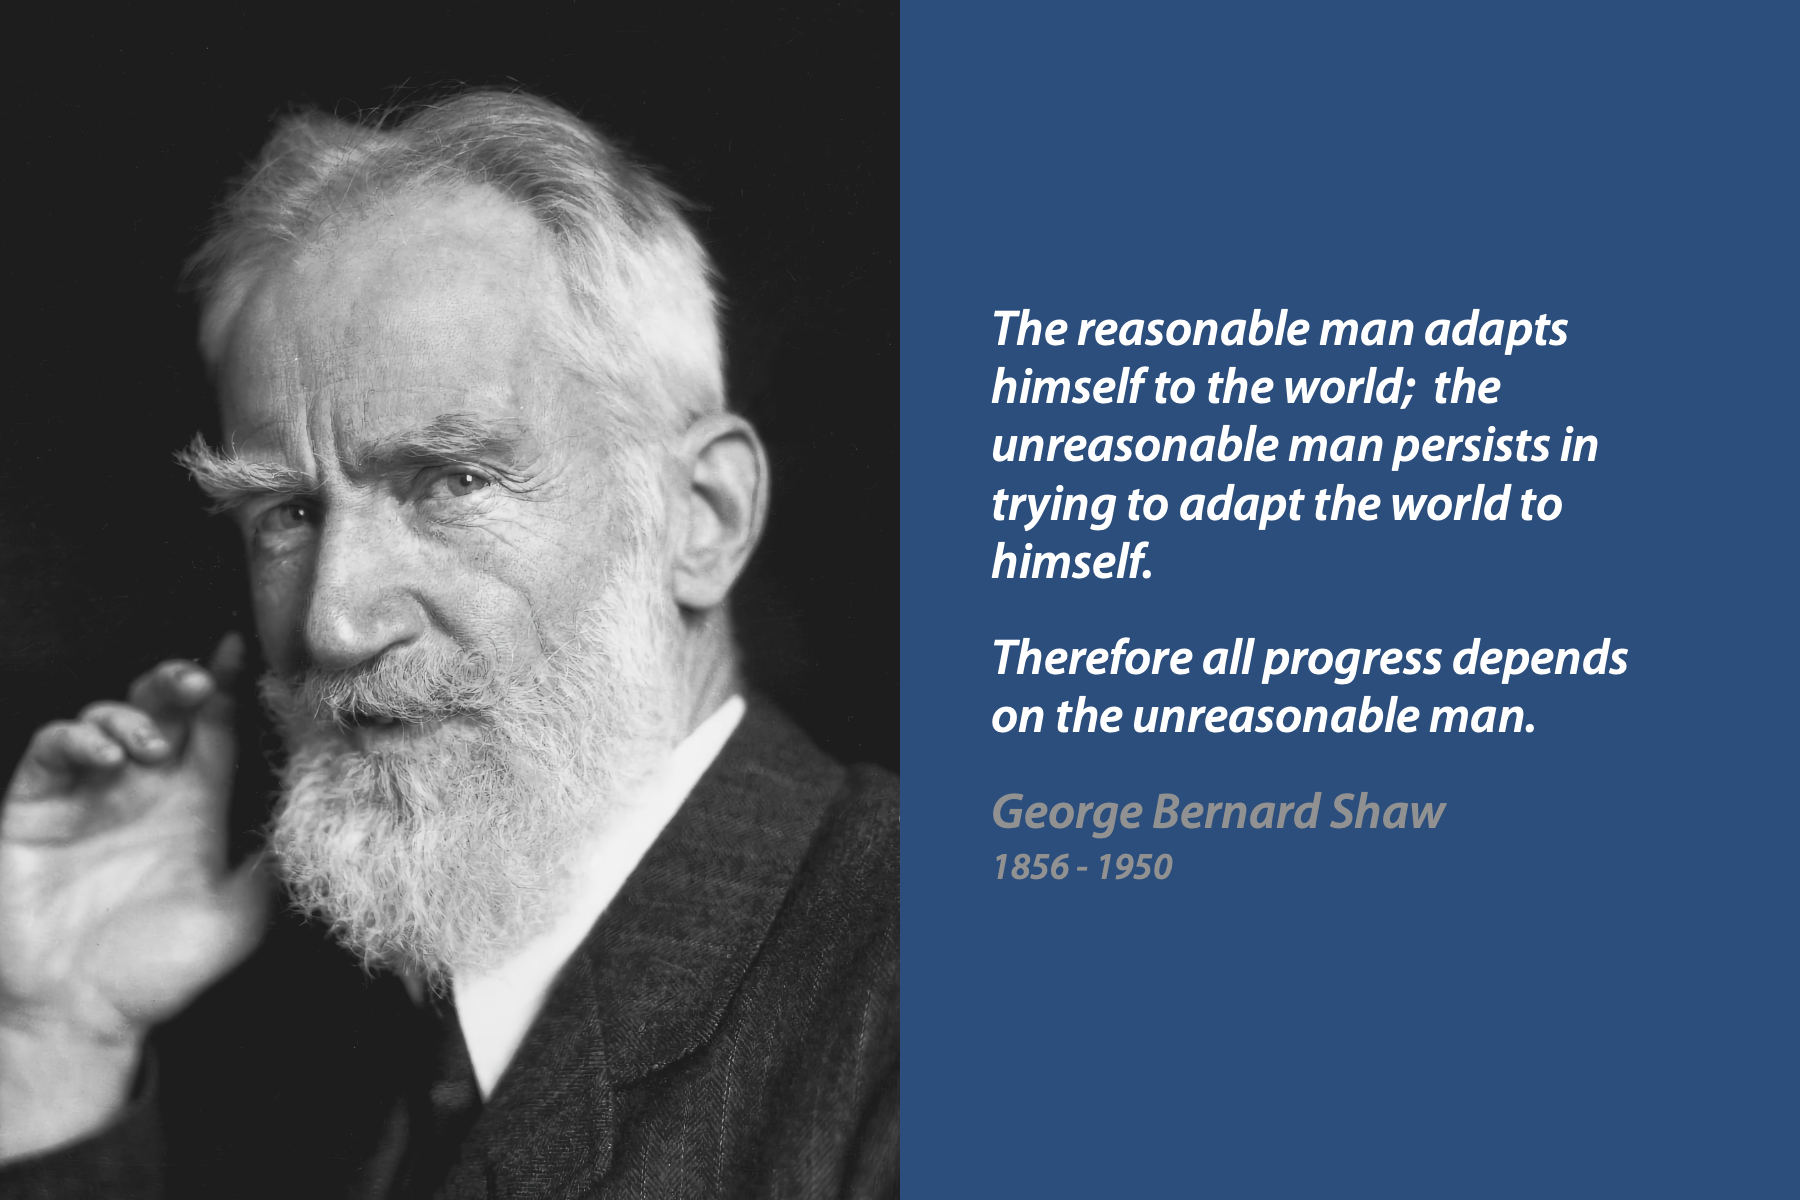 The reasonable man adapts
himself to the world;  the
unreasonable man persists in
trying to adapt the world to
himself.
Therefore all progress depends
on the unreasonable man.
George Bernard Shaw
1856 - 1950